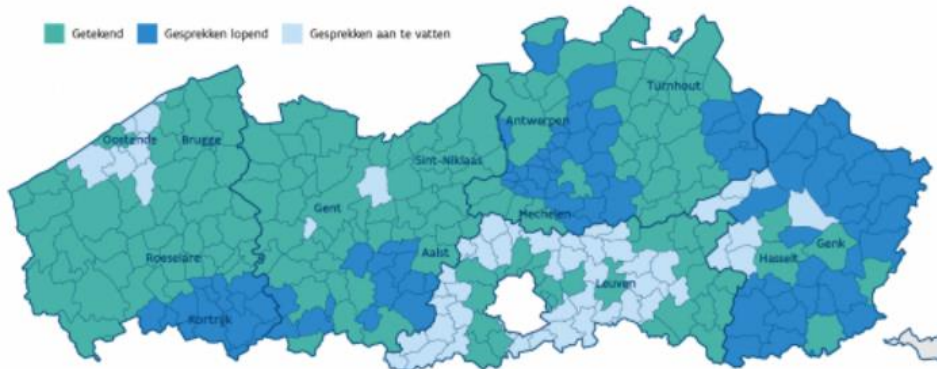 Getekend Gesprekken lopend Gesprekken aan te vatten
Turnhout
Antwerpen
Oostende Brugge
Sint-Niklaas
Gent
Mechelen
Roeselare
Aalst
Genk
Hasselt
Leuven
Kortrijk